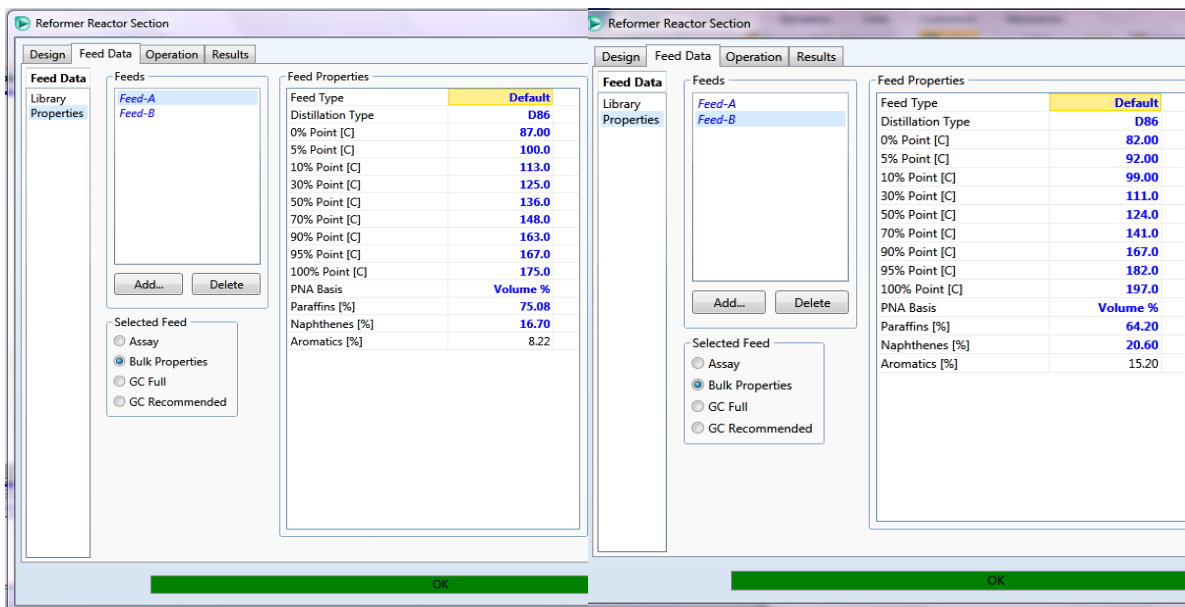 Reformer Reactor Section
Design Feed Data Operation Results
Feed Data
Library
Properties
Feeds
Feed-A
Feed-B
Add... Delete
Selected Feed
Assay
Bulk Properties
GC Full
GC Recommended
Feed Properties
Feed Type Default
Distillation Type D86
0% Point [C] 87.00
5% Point [C] 100.0
10% Point [C] 113.0
30% Point [C] 125.0
50% Point [C] 136.0
70% Point [C] 148.0
90% Point [C] 163.0
95% Point [C] 167.0
100% Point [C] 175.0
PNA Basis Volume %
Paraffins [%] 75.08
Naphthenes [%] 16.70
Aromatics [%] 8.22
OK
Reformer Reactor Section
Design Feed Data Operation Results
Feed Data
Library
Properties
Feeds
Feed-A
Feed-B
Add... Delete
Selected Feed
Assay
Bulk Properties
GC Full
GC Recommended
Feed Properties
Feed Type Default
Distillation Type D86
0% Point [C] 82.00
5% Point [C] 92.00
10% Point [C] 99.00
30% Point [C] 111.0
50% Point [C] 124.0
70% Point [C] 141.0
90% Point [C] 167.0
95% Point [C] 182.0
100% Point [C] 197.0
PNA Basis Volume %
Paraffins [%] 64.20
Naphthenes [%] 20.60
Aromatics [%] 15.20
OK